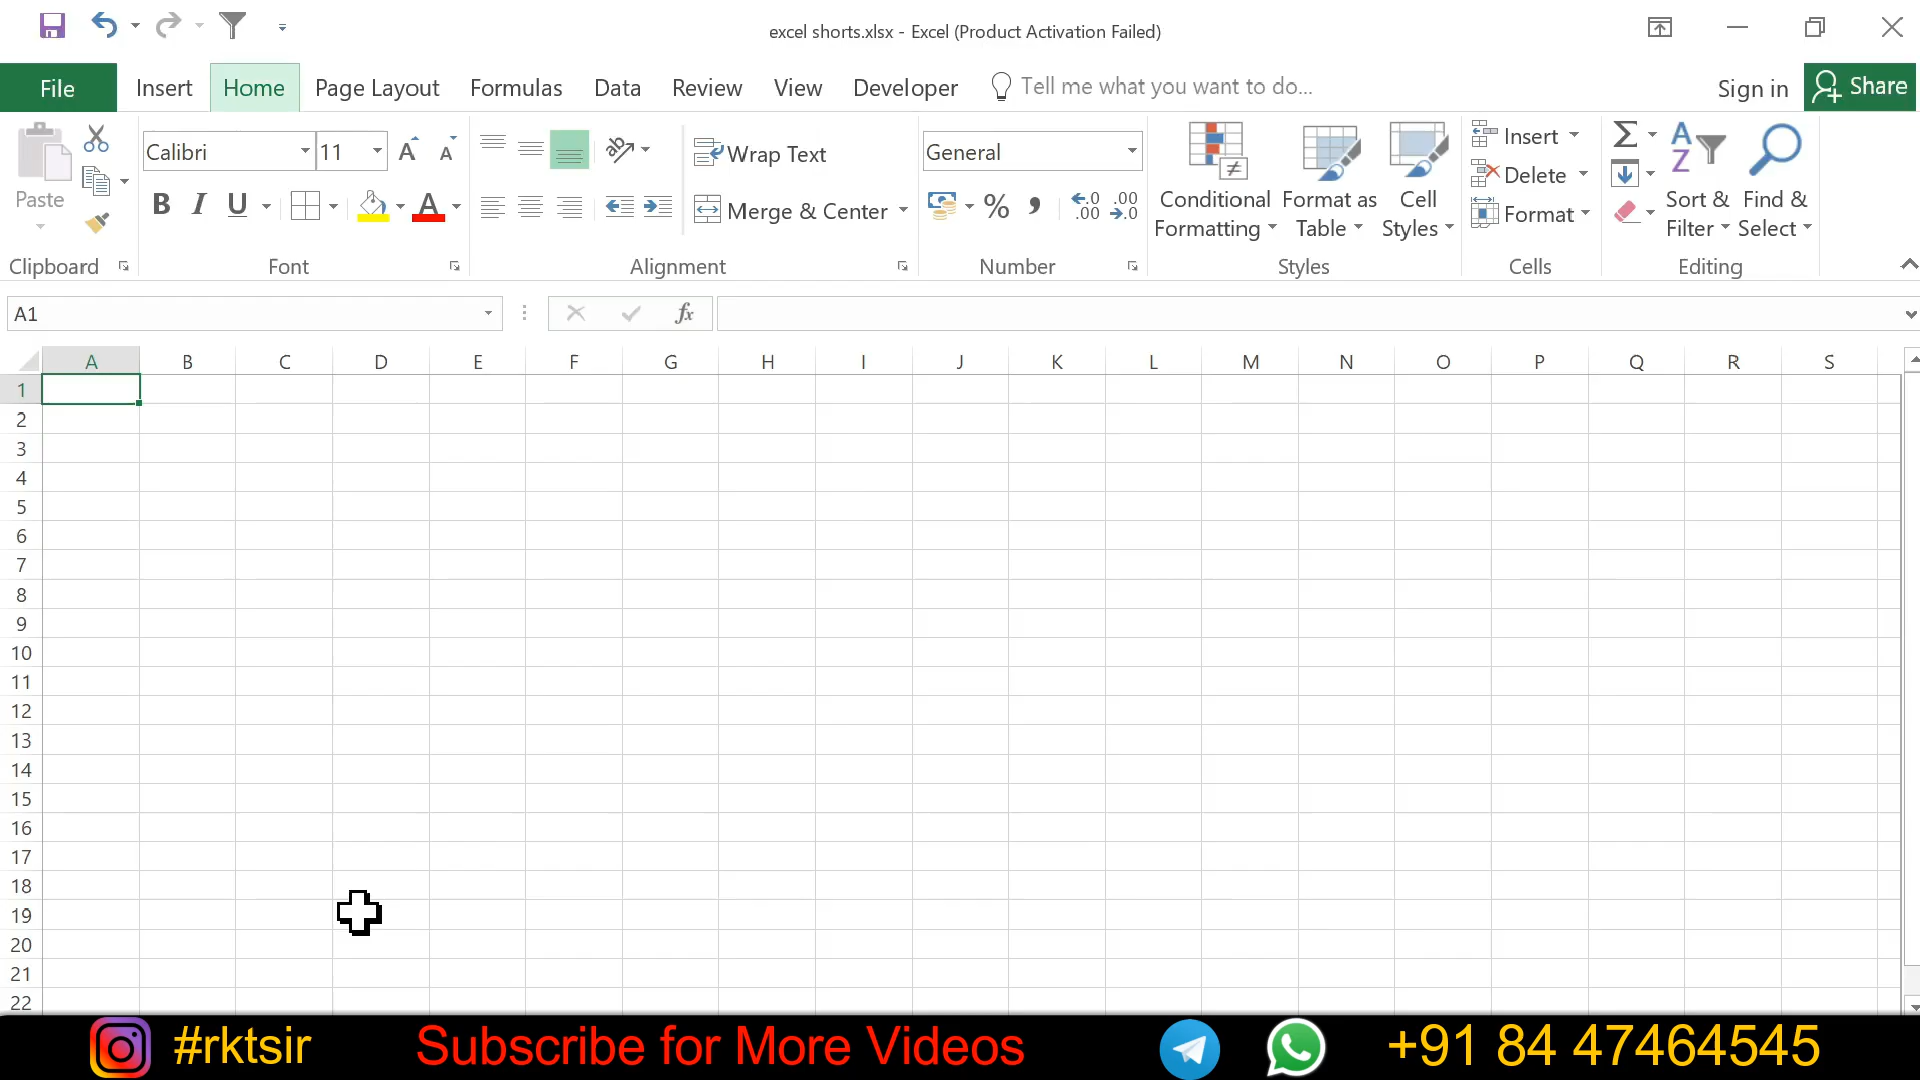 excel shorts.xlsx - Excel (Product Activation Failed)
File Insert Home Page Layout Formulas Data Review View Developer Tell me what you want to do... Sign in Share
Paste
Calibri 11
Wrap Text
General
Conditional Formatting
Format as Table
Cell Styles
Insert
Delete
Format
Sort & Filter
Find & Select
B I U
Merge & Center
% ,
Clipboard Font Alignment Number Styles Cells Editing
A1 fx
A B C D E F G H I J K L M N O P Q R S
1
2
3
4
5
6
7
8
9
10
11
12
13
14
15
16
17
18
19
20
21
22
#rktsir Subscribe for More Videos +91 84 47464545